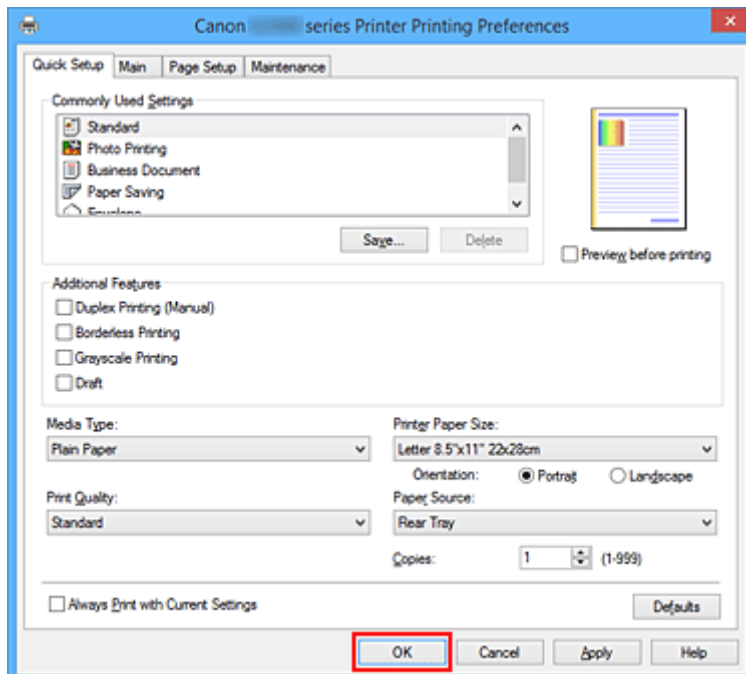 Canon series Printer Printing Preferences
Quick Setup Main Page Setup Maintenance
Commonly Used Settings
Standard
Photo Printing
Business Document
Paper Saving
Envelope
Save... Delete
Preview before printing
Additional Features
Duplex Printing (Manual)
Borderless Printing
Grayscale Printing
Draft
Media Type: Printer Paper Size:
Plain Paper Letter 8.5"x11" 22x28cm
Orientation: Portrait Landscape
Print Quality: Paper Source:
Standard Rear Tray
Copies: 1 (1-999)
Always Print with Current Settings Defaults
OK Cancel Apply Help